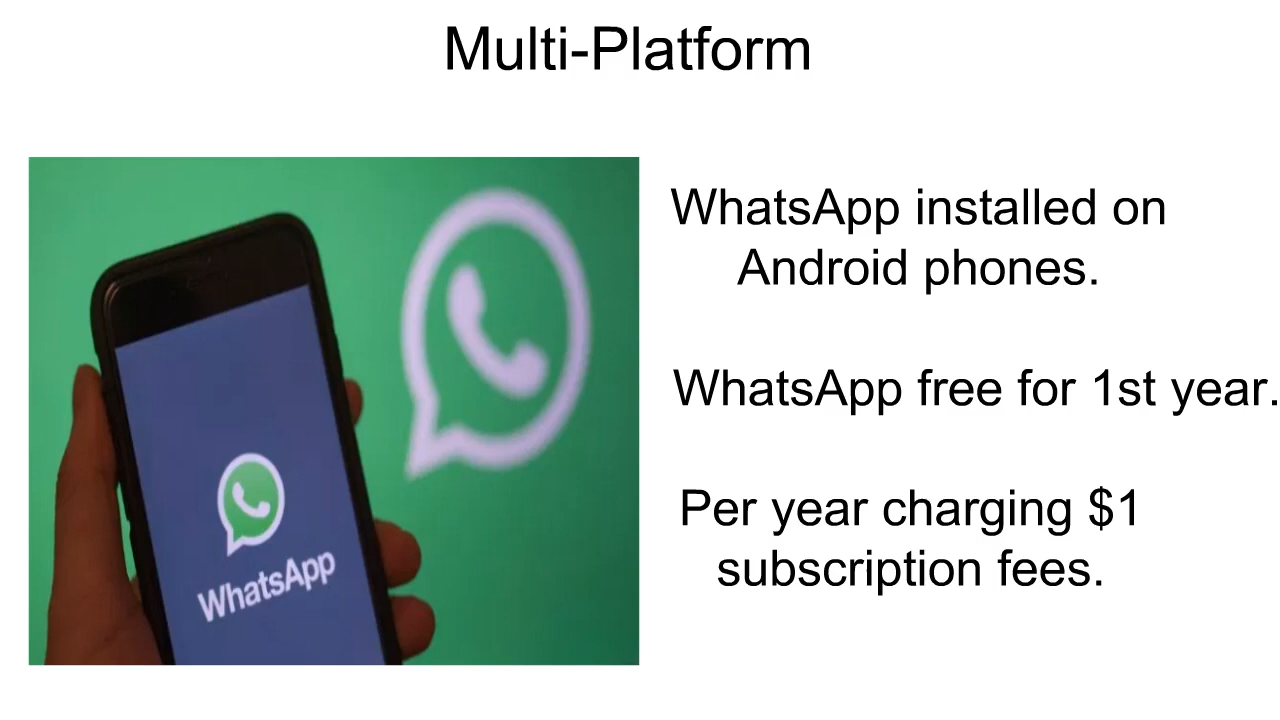 Multi-Platform
WhatsApp installed on
Android phones.
WhatsApp free for 1st year.
Per year charging $1
subscription fees.
WhatsApp